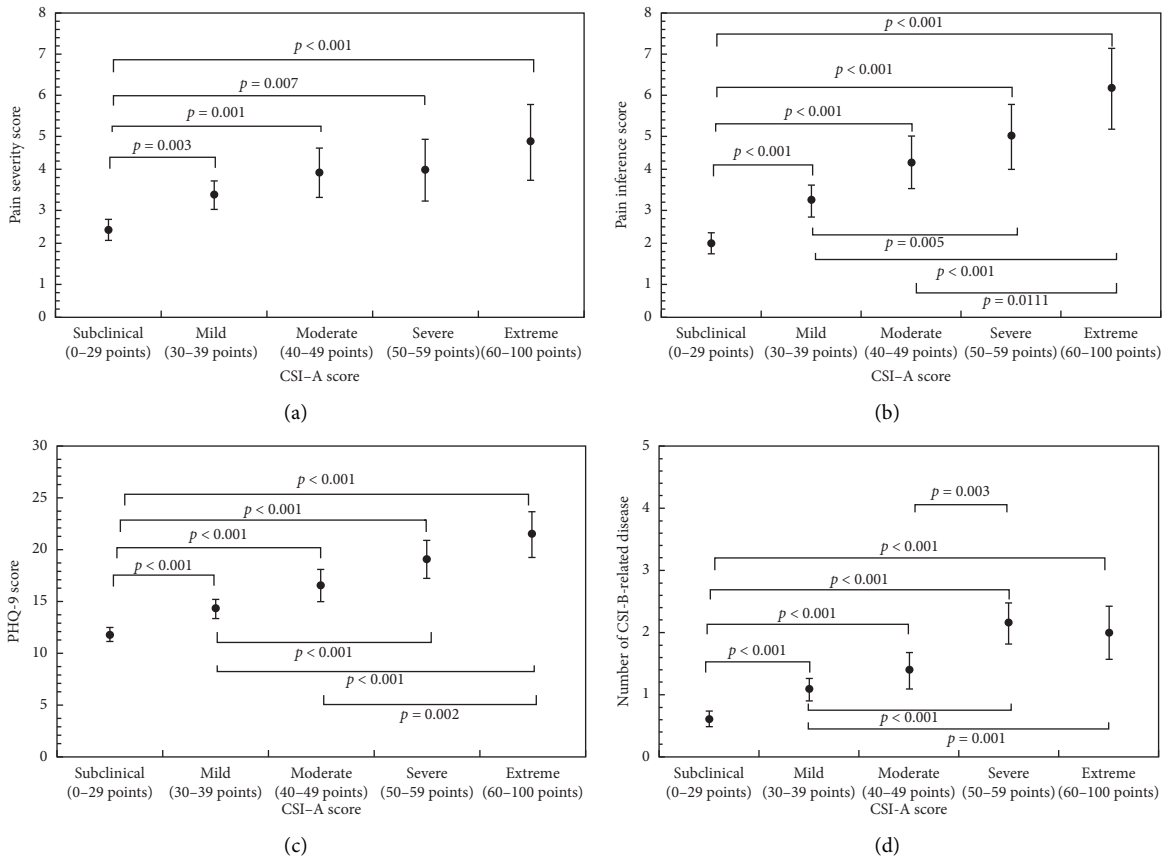 8
7
6
5
4
3
2
1
0
Pain severity score
p < 0.001
p = 0.007
p = 0.001
p = 0.003
Subclinical
(0–29 points)
Mild
(30–39 points)
Moderate
(40–49 points)
Severe
(50–59 points)
Extreme
(60–100 points)
CSI–A score
(a)
8
7
6
5
4
3
2
1
0
Pain inference score
p < 0.001
p < 0.001
p < 0.001
p < 0.001
p = 0.005
p < 0.001
p = 0.0111
Subclinical
(0–29 points)
Mild
(30–39 points)
Moderate
(40–49 points)
Severe
(50–59 points)
Extreme
(60–100 points)
CSI–A score
(b)
30
25
20
15
10
5
0
PHQ-9 score
p < 0.001
p < 0.001
p < 0.001
p < 0.001
p < 0.001
p < 0.001
p = 0.002
Subclinical
(0–29 points)
Mild
(30–39 points)
Moderate
(40–49 points)
Severe
(50–59 points)
Extreme
(60–100 points)
CSI–A score
(c)
5
4
3
2
1
0
Number of CSI-B-related disease
p = 0.003
p < 0.001
p < 0.001
p < 0.001
p < 0.001
p < 0.001
p = 0.001
Subclinical
(0–29 points)
Mild
(30–39 points)
Moderate
(40–49 points)
Severe
(50–59 points)
Extreme
(60–100 points)
CSI-A score
(d)